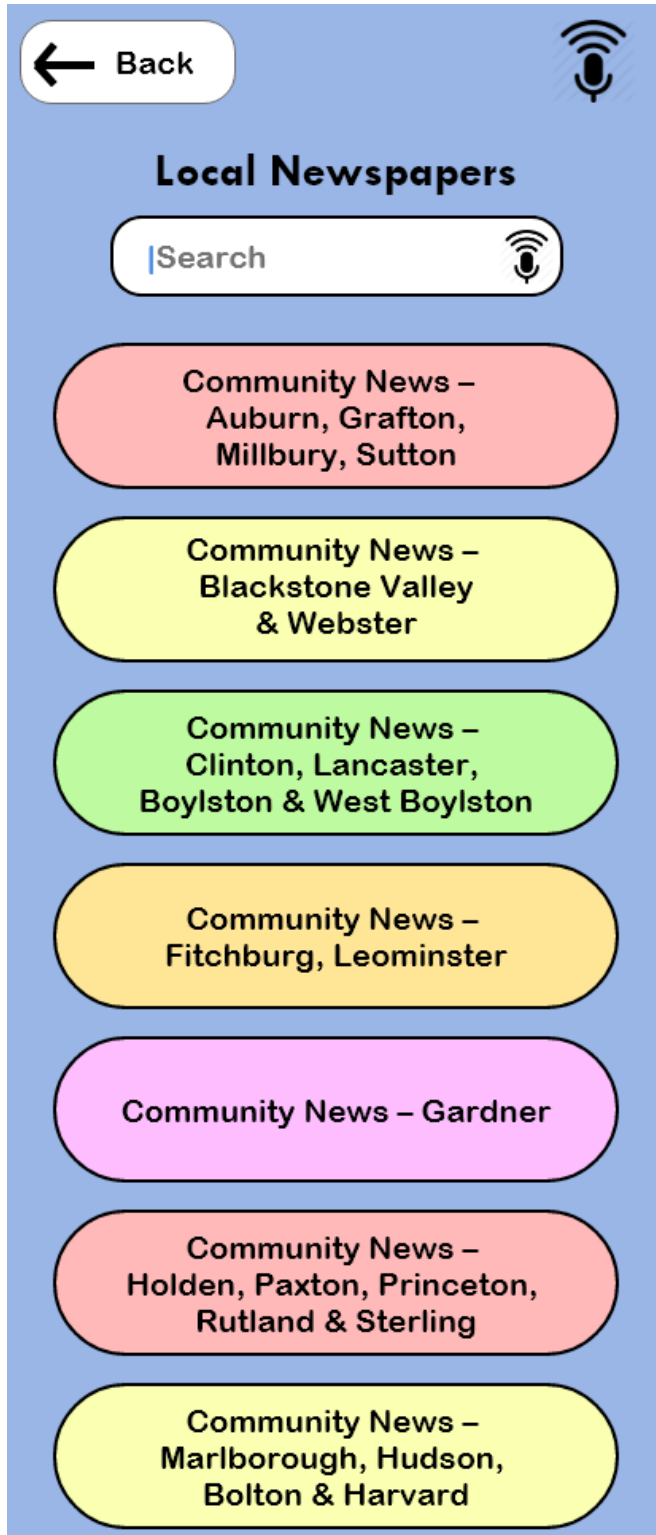 Back
Local Newspapers
Search
Community News –
Auburn, Grafton,
Millbury, Sutton
Community News –
Blackstone Valley
& Webster
Community News –
Clinton, Lancaster,
Boylston & West Boylston
Community News –
Fitchburg, Leominster
Community News – Gardner
Community News –
Holden, Paxton, Princeton,
Rutland & Sterling
Community News –
Marlborough, Hudson,
Bolton & Harvard